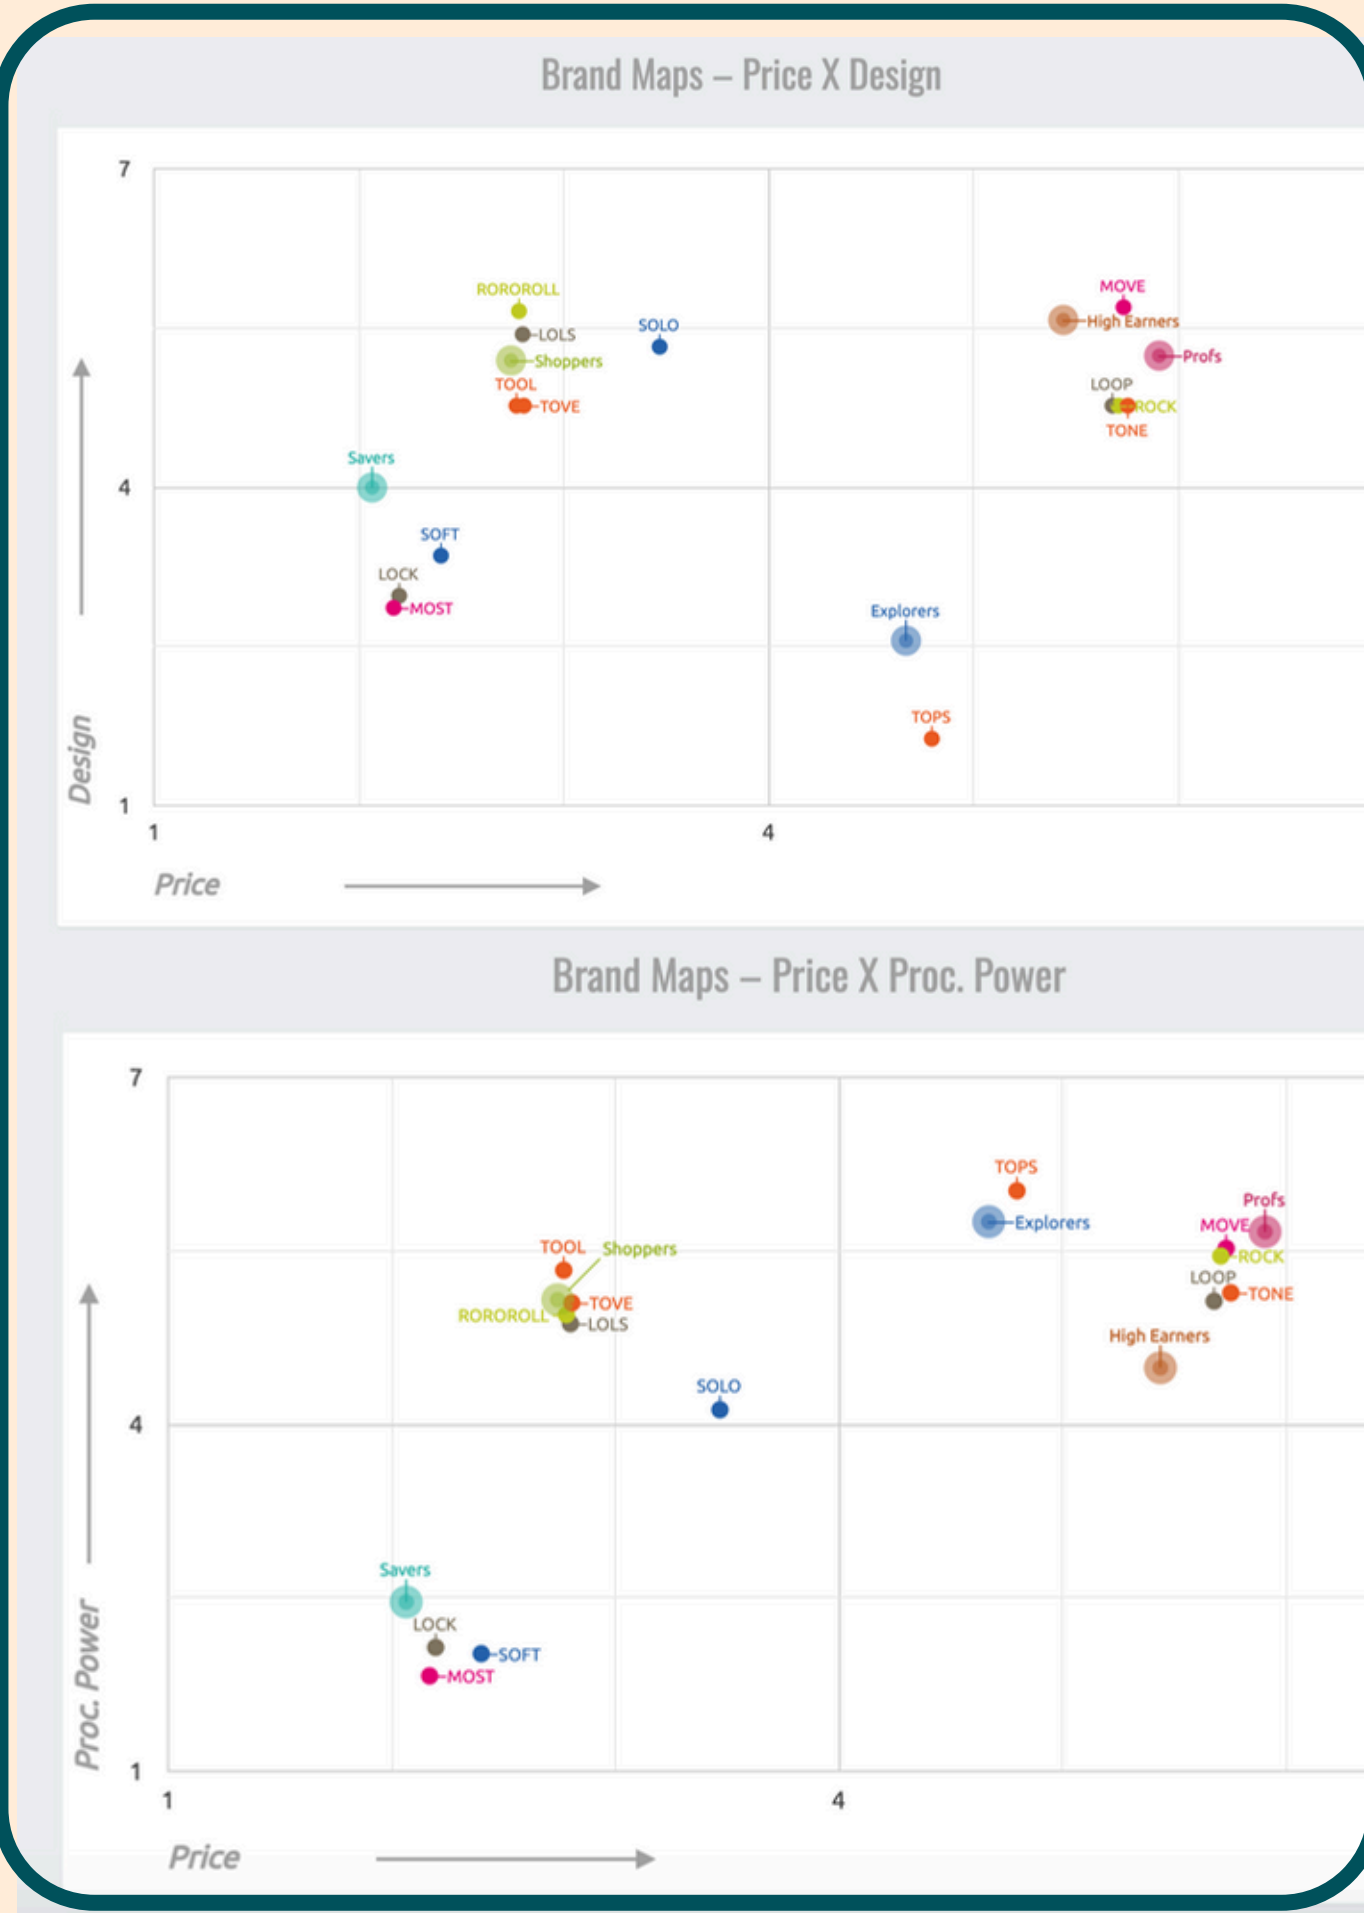 Brand Maps – Price X Design
7
ROROROLL
MOVE
SOLO
High Earners
LOLS
Shoppers
Profs
TOOL
LOOP
TOVE
ROCK
TONE
Savers
4
SOFT
LOCK
MOST
Explorers
TOPS
Design
1
1
4
Price
Brand Maps – Price X Proc. Power
7
TOPS
Profs
Explorers
MOVE
TOOL
Shoppers
ROCK
LOOP
TONE
TOVE
ROROROLL
LOLS
High Earners
SOLO
4
Savers
LOCK
SOFT
MOST
Proc. Power
1
1
4
Price